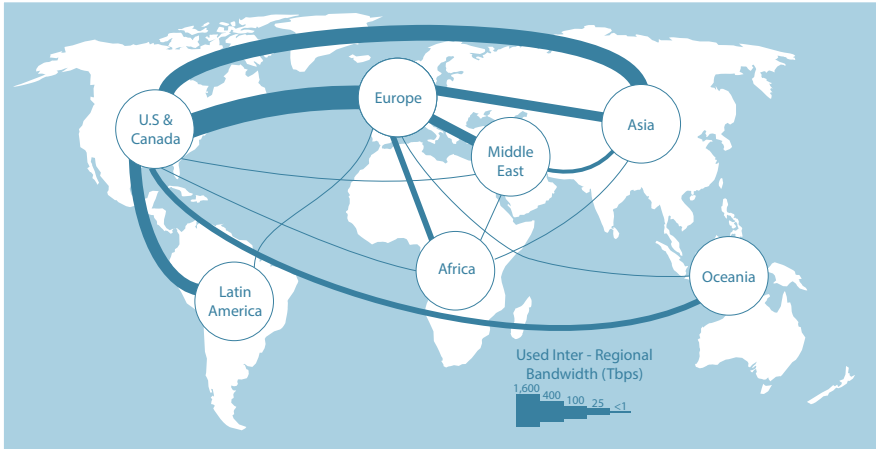 U.S &
Canada
Europe
Asia
Middle
East
Africa
Oceania
Latin
America
Used Inter - Regional
Bandwidth (Tbps)
1,600 400 100 25 <1